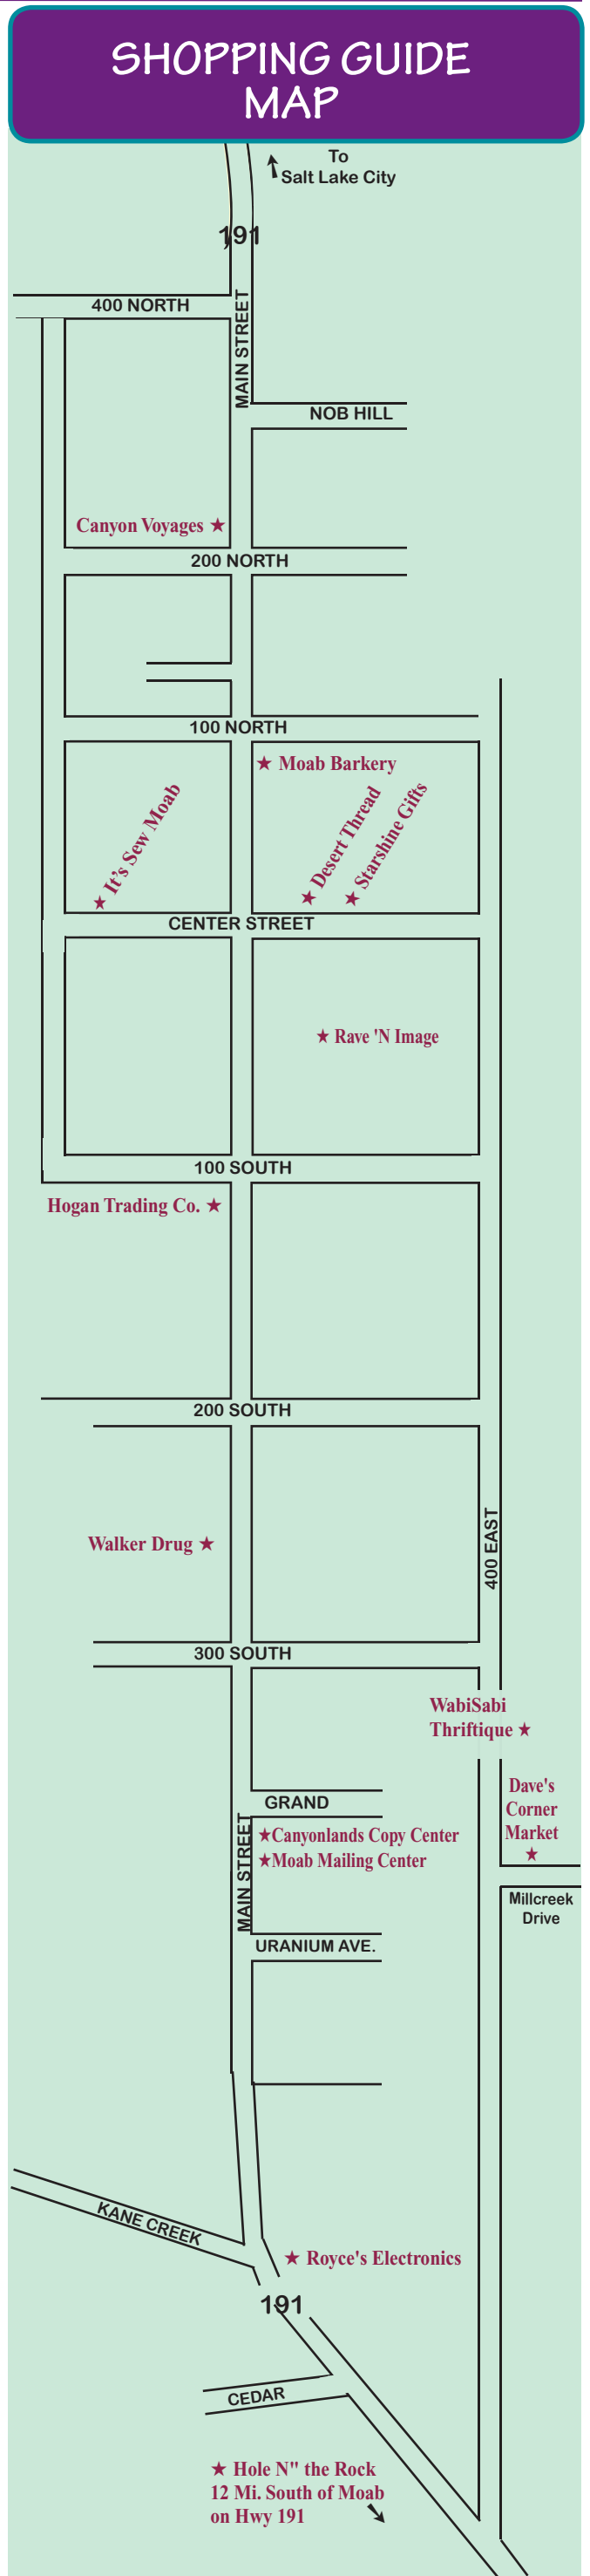 SHOPPING GUIDE
MAP
To
Salt Lake City
191
400 NORTH
MAIN STREET
NOB HILL
Canyon Voyages ★
200 NORTH
100 NORTH
★ Moab Barkery
★ It's Sew Moab
★ Desert Thread
★ Starshine Gifts
CENTER STREET
★ Rave 'N Image
100 SOUTH
Hogan Trading Co. ★
200 SOUTH
400 EAST
Walker Drug ★
300 SOUTH
WabiSabi
Thriftique ★
Dave's
Corner
Market
★
GRAND
MAIN STREET
★Canyonlands Copy Center
★Moab Mailing Center
Millcreek
Drive
URANIUM AVE.
KANE CREEK
★ Royce's Electronics
191
CEDAR
★ Hole N" the Rock
12 Mi. South of Moab
on Hwy 191